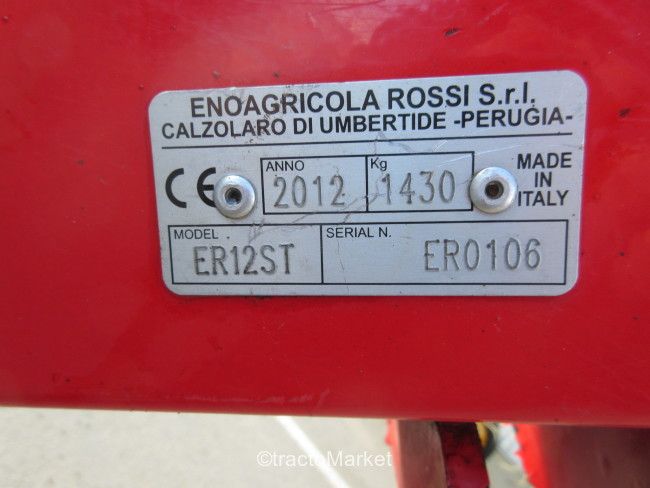 ENOAGRICOLA ROSSI S.r.l.
CALZOLARO DI UMBERTIDE -PERUGIA-
CE
ANNO
2012
Kg
1430
MADE
IN
ITALY
MODEL
ER12ST
SERIAL N.
ER0106
©tractoMarket